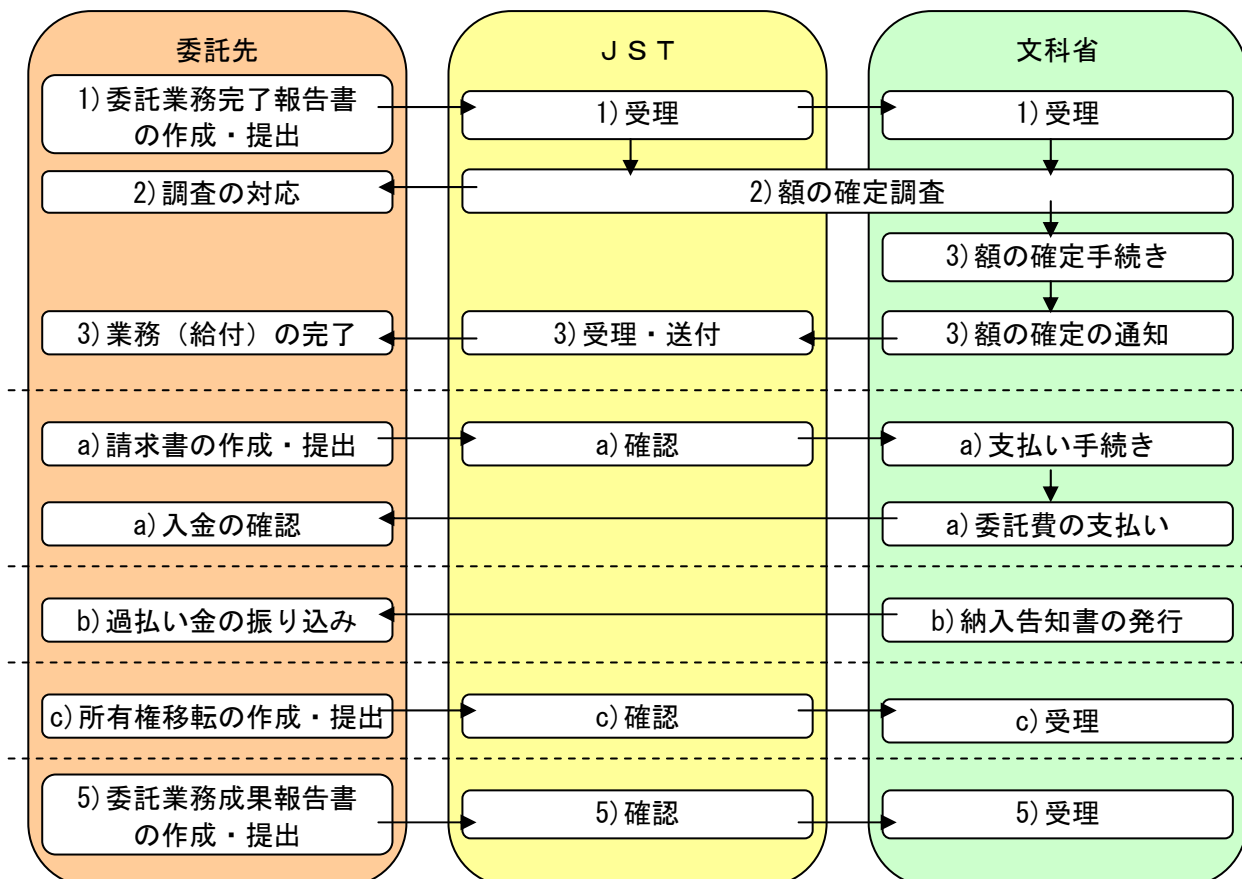 委託先
JST
文科省
1)委託業務完了報告書
の作成・提出
1)受理
1)受理
2)調査の対応
2)額の確定調査
3)額の確定手続き
3)業務（給付）の完了
3)受理・送付
3)額の確定の通知
a)請求書の作成・提出
a)確認
a)支払い手続き
a)入金の確認
a)委託費の支払い
b)過払い金の振り込み
b)納入告知書の発行
c)所有権移転の作成・提出
c)確認
c)受理
5)委託業務成果報告書
の作成・提出
5)確認
5)受理